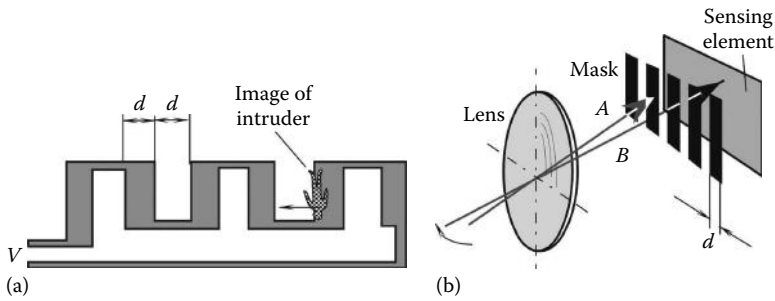 d
d
Image of
intruder
V
(a)
Sensing
element
Mask
A
Lens
B
d
(b)